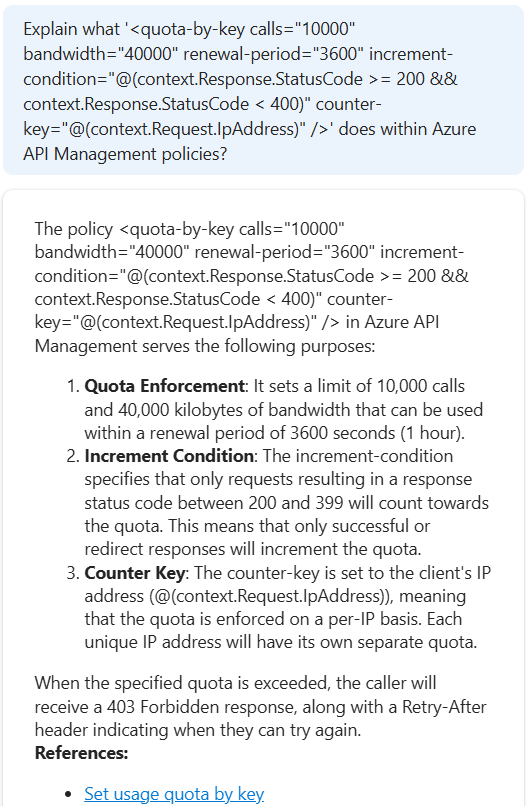 Explain what '<quota-by-key calls="10000"
bandwidth="40000" renewal-period="3600" increment-
condition="@(context.Response.StatusCode >= 200 &&
context.Response.StatusCode < 400)" counter-
key="@(context.Request.IpAddress)" />' does within Azure
API Management policies?
The policy <quota-by-key calls="10000"
bandwidth="40000" renewal-period="3600" increment-
condition="@(context.Response.StatusCode >= 200 &&
context.Response.StatusCode < 400)" counter-
key="@(context.Request.IpAddress)" /> in Azure API
Management serves the following purposes:
1. Quota Enforcement: It sets a limit of 10,000 calls
and 40,000 kilobytes of bandwidth that can be used
within a renewal period of 3600 seconds (1 hour).
2. Increment Condition: The increment-condition
specifies that only requests resulting in a response
status code between 200 and 399 will count towards
the quota. This means that only successful or
redirect responses will increment the quota.
3. Counter Key: The counter-key is set to the client's IP
address (@(context.Request.IpAddress)), meaning
that the quota is enforced on a per-IP basis. Each
unique IP address will have its own separate quota.
When the specified quota is exceeded, the caller will
receive a 403 Forbidden response, along with a Retry-After
header indicating when they can try again.
References:
• Set usage quota by key